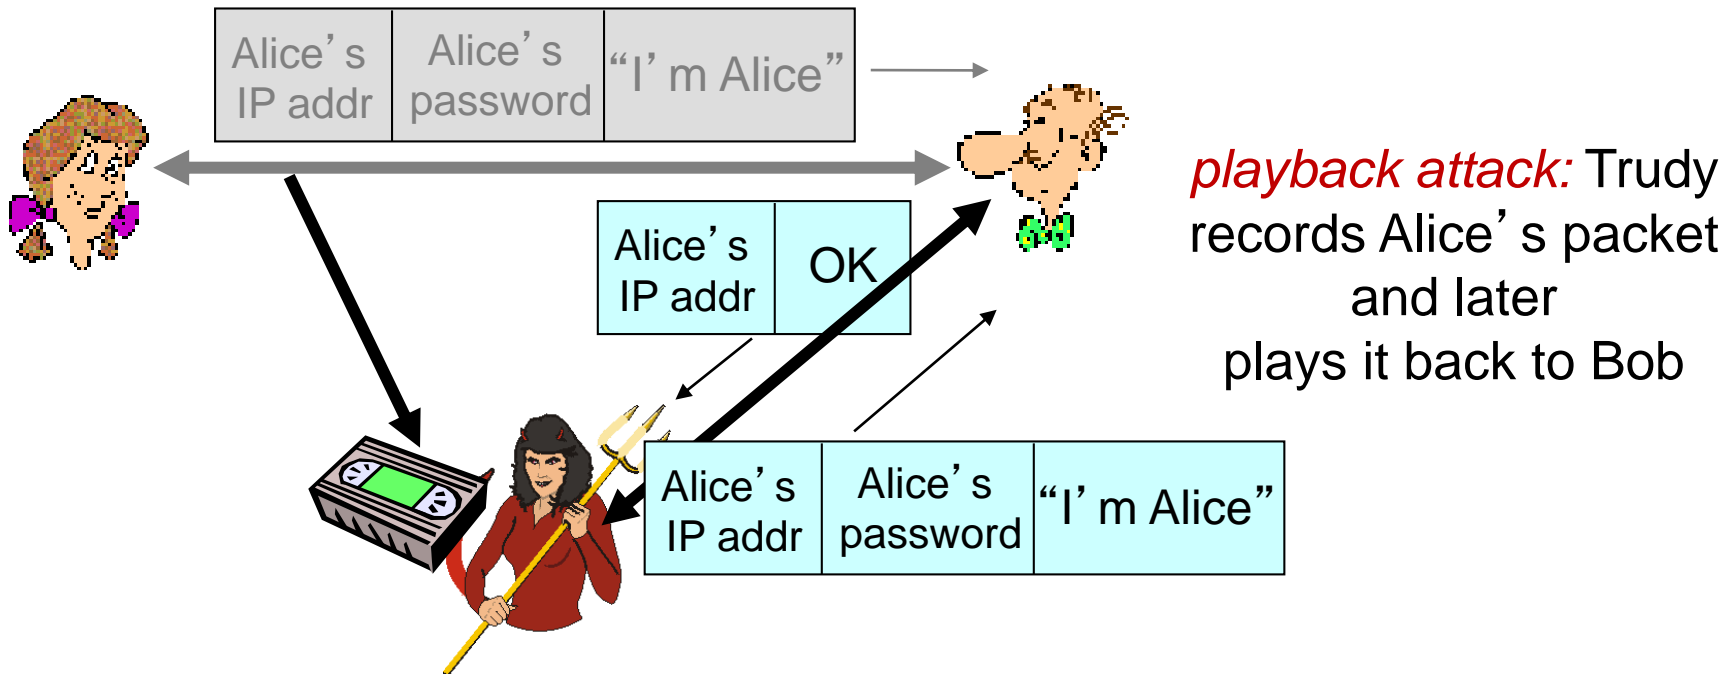 Alice’s
IP addr
Alice’s
password
“I’m Alice”
playback attack: Trudy
records Alice’s packet
and later
plays it back to Bob
Alice’s
IP addr
OK
Alice’s
IP addr
Alice’s
password
“I’m Alice”